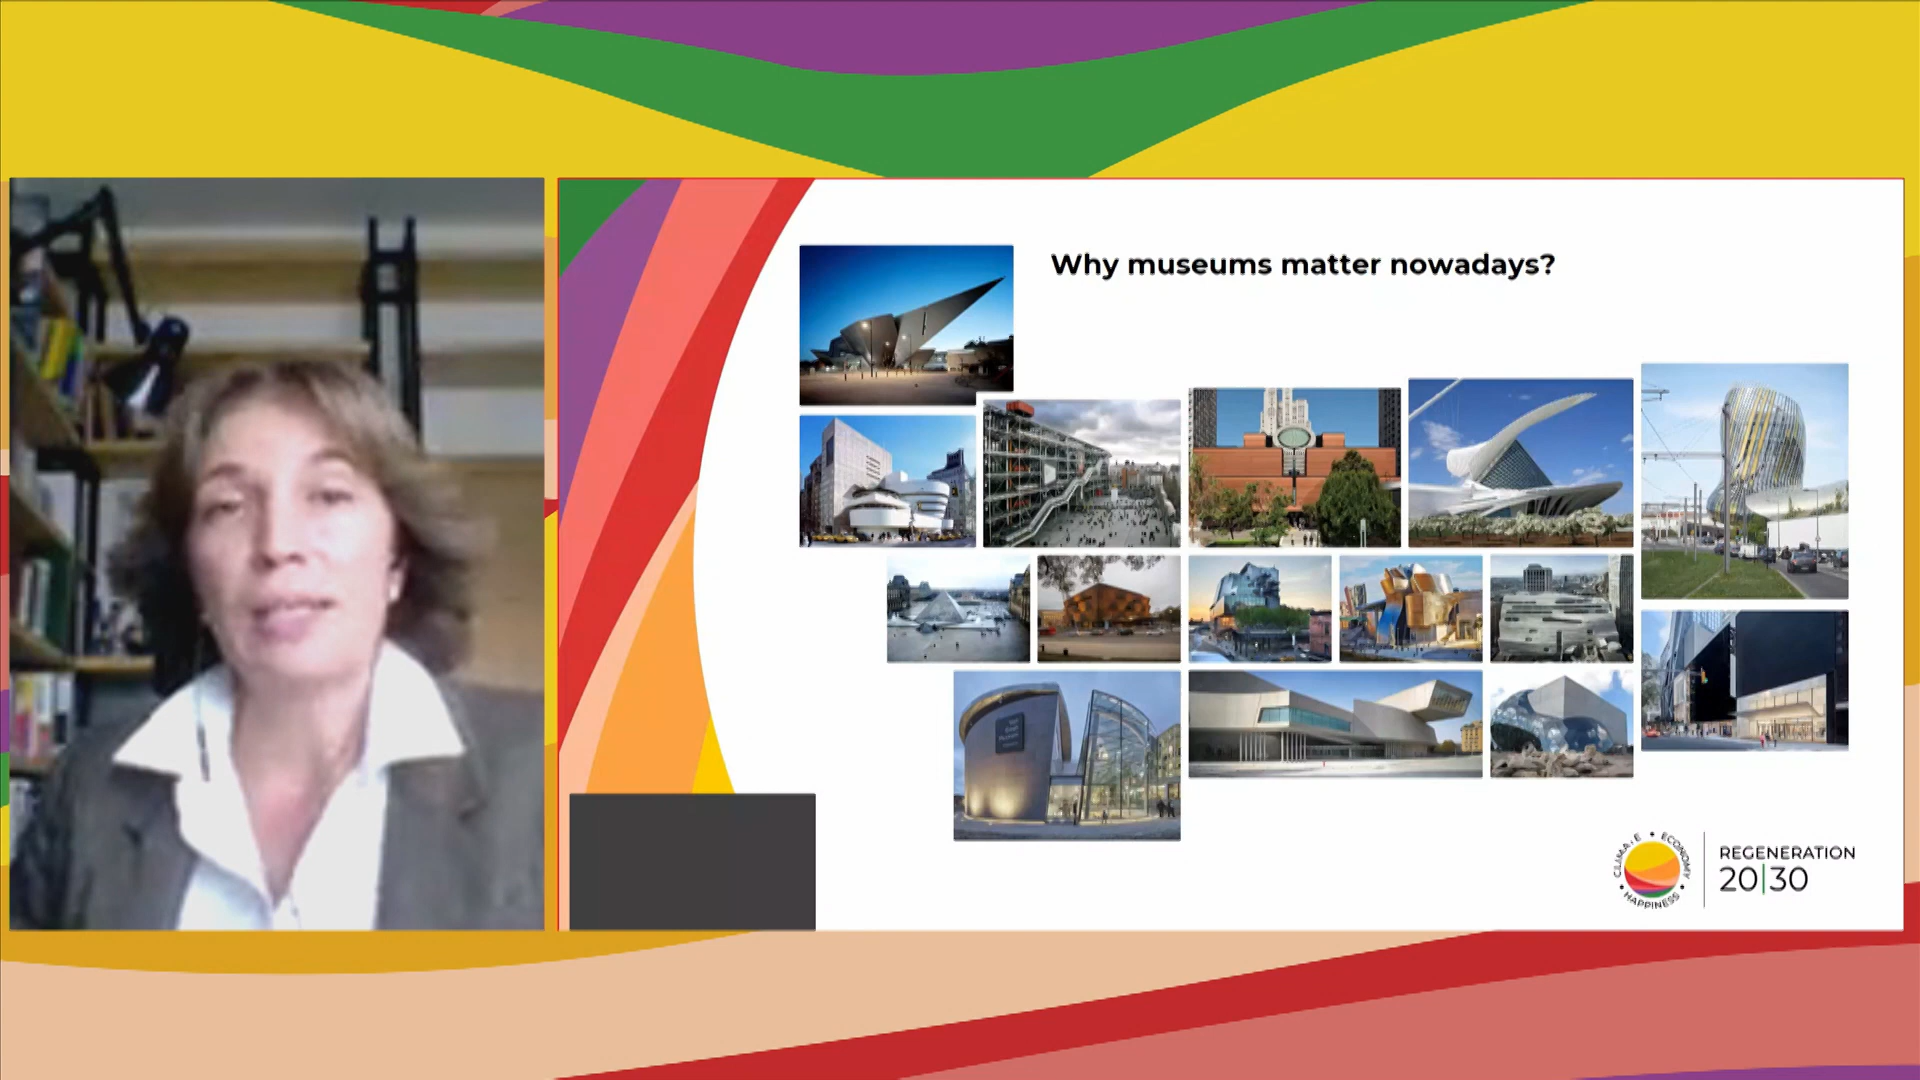 Why museums matter nowadays?
CLIMATE • ECONOMY • HAPPINESS •
REGENERATION
20|30